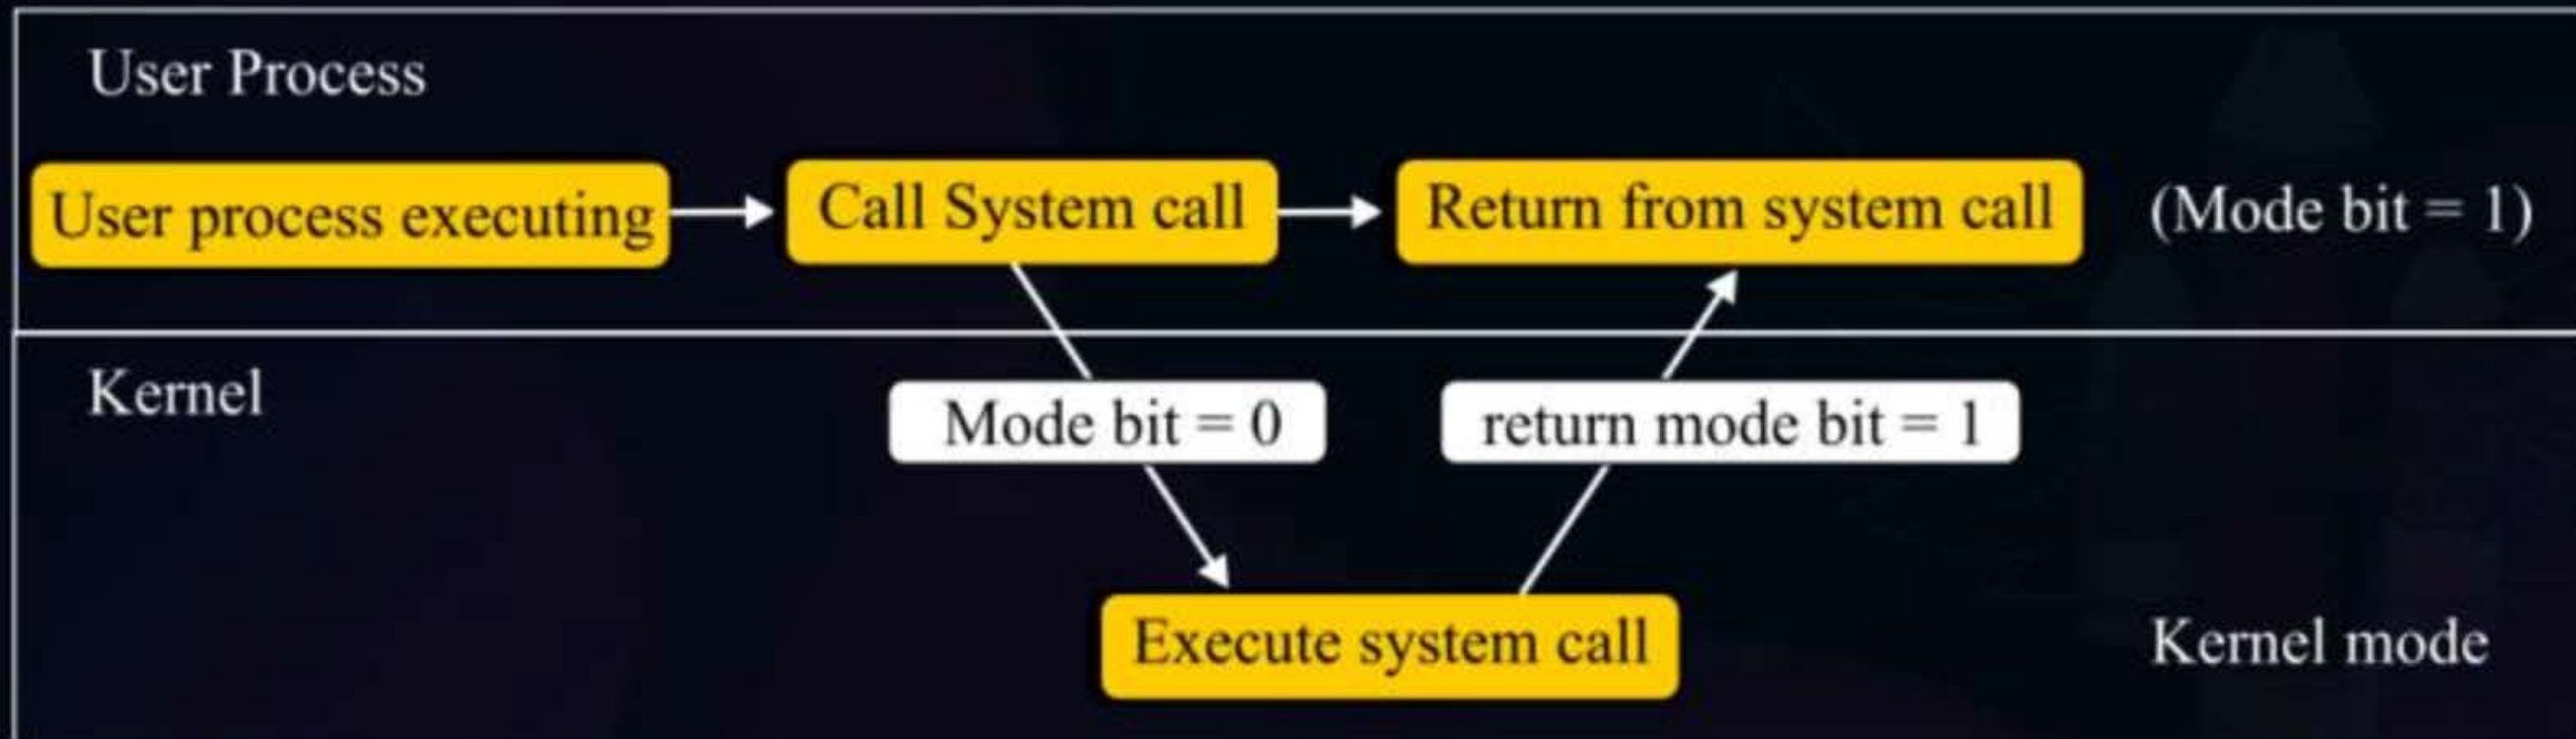 User Process
User process executing
Call System call
Return from system call
(Mode bit = 1)
Kernel
Mode bit = 0
return mode bit = 1
Execute system call
Kernel mode